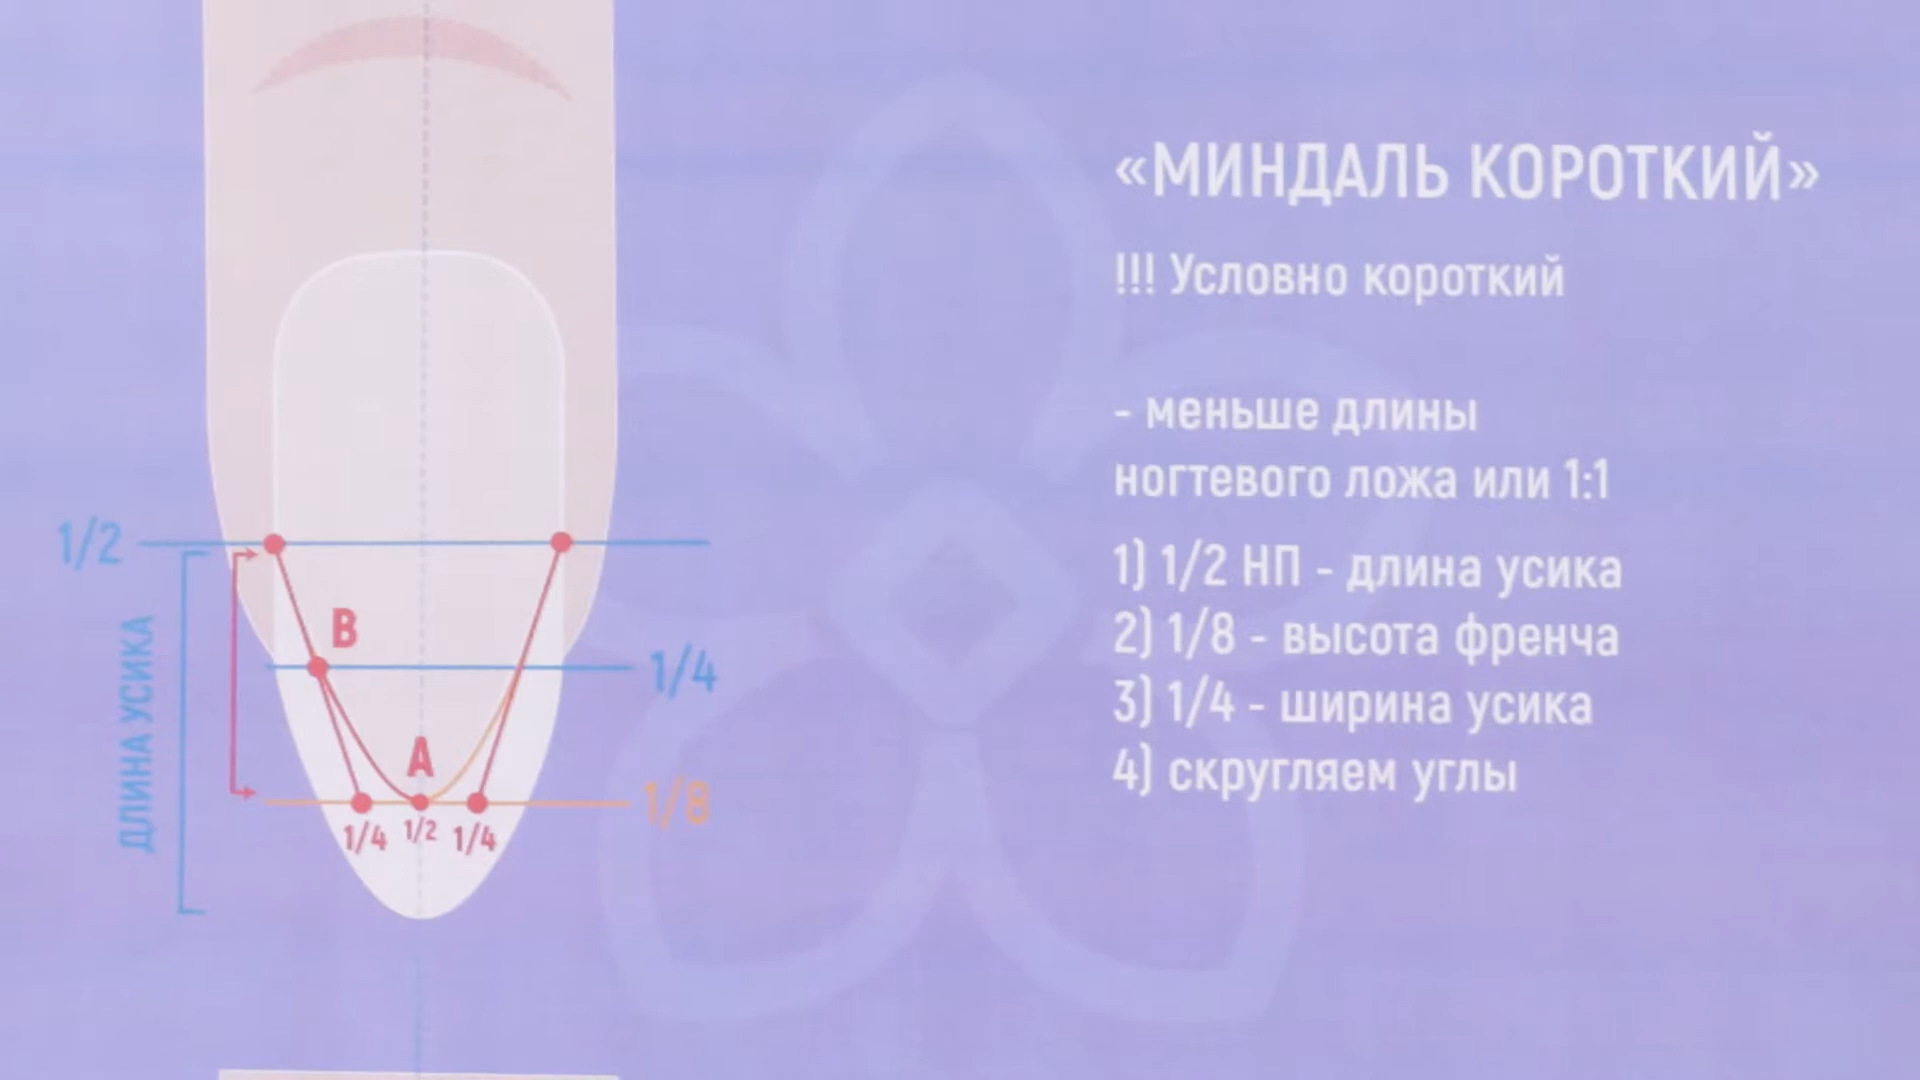 «МИНДАЛЬ КОРОТКИЙ»
!!! Условно короткий
- меньше длины
ногтевого ложа или 1:1
1) 1/2 НП - длина усика
2) 1/8 - высота френча
3) 1/4 - ширина усика
4) скругляем углы
1/2
B
1/4
ДЛИНА УСИКА
A
1/8
1/4 1/2 1/4